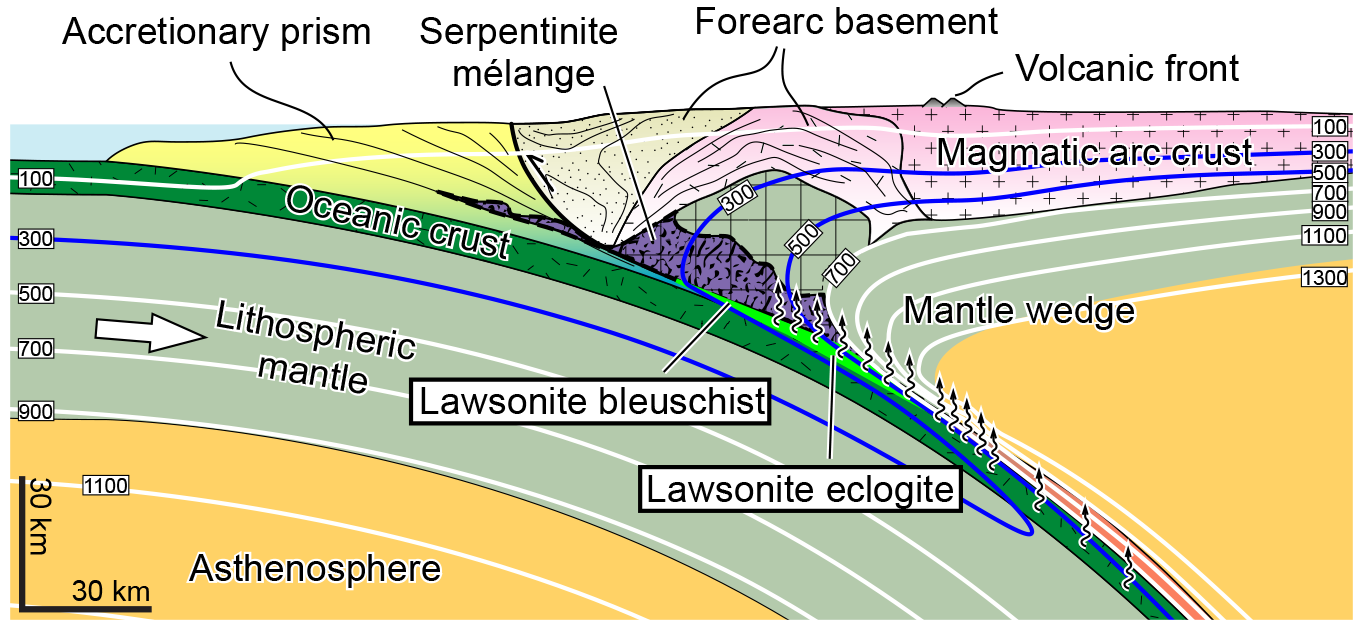 Accretionary prism
Serpentinite
mélange
Forearc basement
Volcanic front
Magmatic arc crust
100
300
500
700
900
1100
1300
100
300
500
700
900
1100
Oceanic crust
300
500
700
Lithospheric
mantle
Mantle wedge
Lawsonite bleuschist
Lawsonite eclogite
Asthenosphere
30 km
30 km